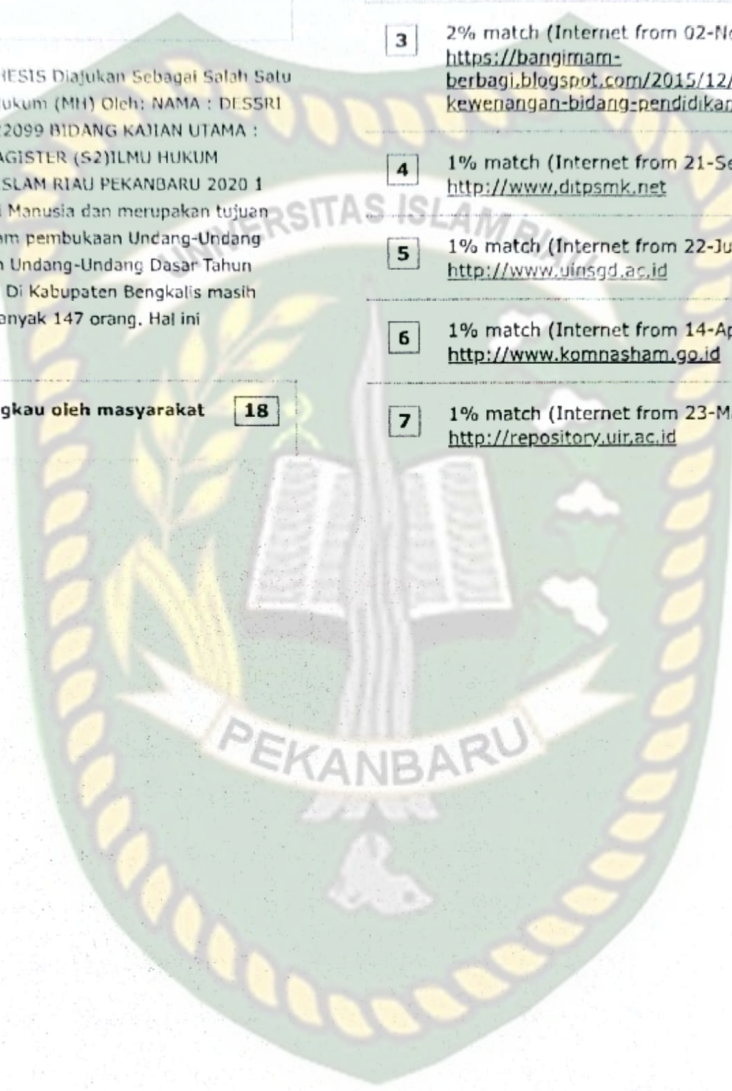 HESIS Diajukan Sebagai Salah Satu
ukum (MH) Oleh: NAMA : DESSRI
2099 BIDANG KAJIAN UTAMA :
AGISTER (S2)ILMU HUKUM
SLAM RIAU PEKANBARU 2020 1
i Manusia dan merupakan tujuan
am pembukaan Undang-Undang
n Undang-Undang Dasar Tahun
Di Kabupaten Bengkalis masih
anyak 147 orang. Hal ini
gkau oleh masyarakat 18
3 2% match (Internet from 02-No
https://bangimam-
berbagi.blogspot.com/2015/12/
kewenangan-bidang-pendidikan
4 1% match (Internet from 21-Se
http://www.ditpsmk.net
5 1% match (Internet from 22-Ju
http://www.uinsgd.ac.id
6 1% match (Internet from 14-Ap
http://www.komnasham.go.id
7 1% match (Internet from 23-Ma
http://repository.uir.ac.id
UNIVERSITAS ISLAM RIAU
PEKANBARU